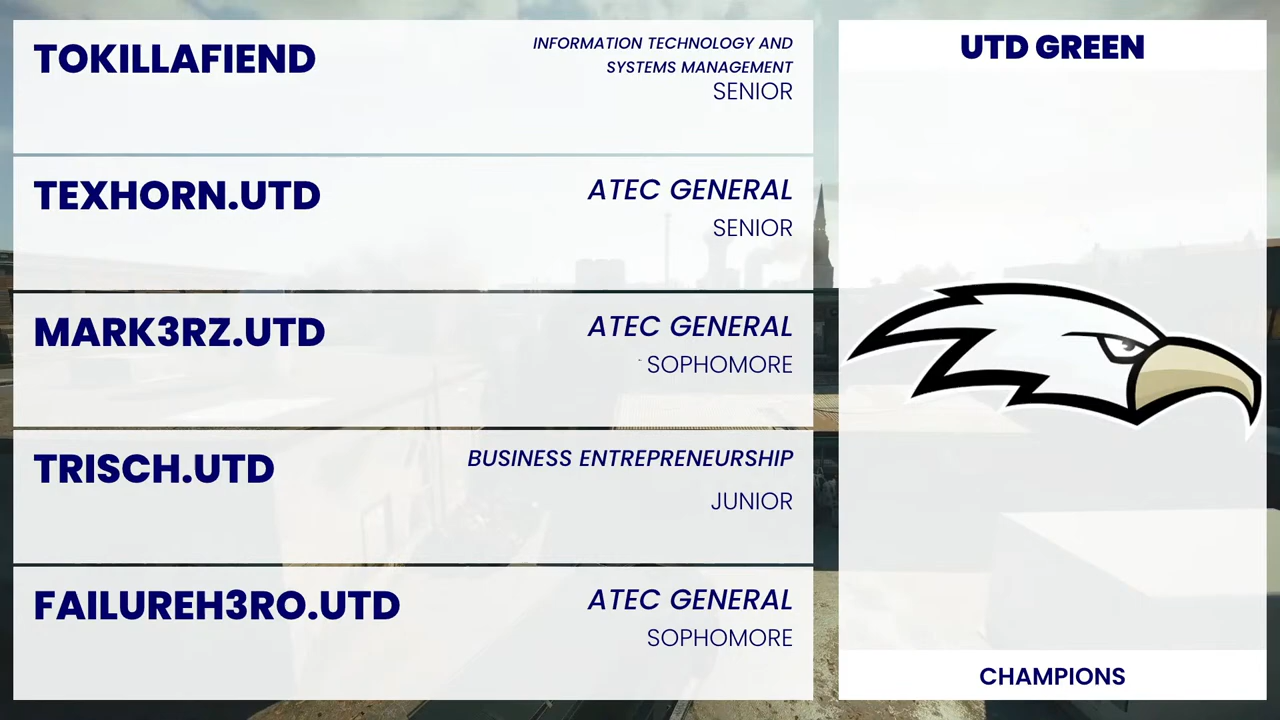 TOKILLAFIEND
INFORMATION TECHNOLOGY AND
SYSTEMS MANAGEMENT
SENIOR
TEXHORN.UTD
ATEC GENERAL
SENIOR
MARK3RZ.UTD
ATEC GENERAL
SOPHOMORE
TRISCH.UTD
BUSINESS ENTREPRENEURSHIP
JUNIOR
FAILUREH3RO.UTD
ATEC GENERAL
SOPHOMORE
UTD GREEN
CHAMPIONS